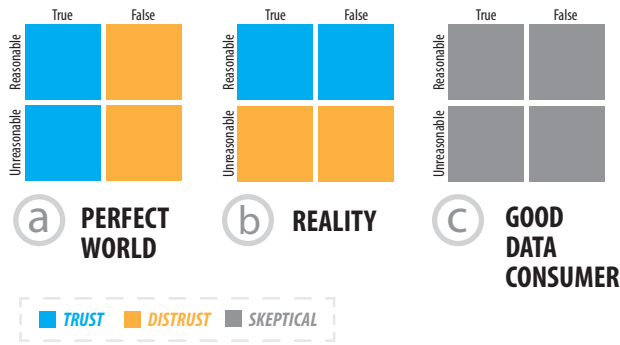 True False
Reasonable
Unreasonable
a PERFECT
WORLD
True False
Reasonable
Unreasonable
b REALITY
True False
Reasonable
Unreasonable
c GOOD
DATA
CONSUMER
TRUST DISTRUST SKEPTICAL